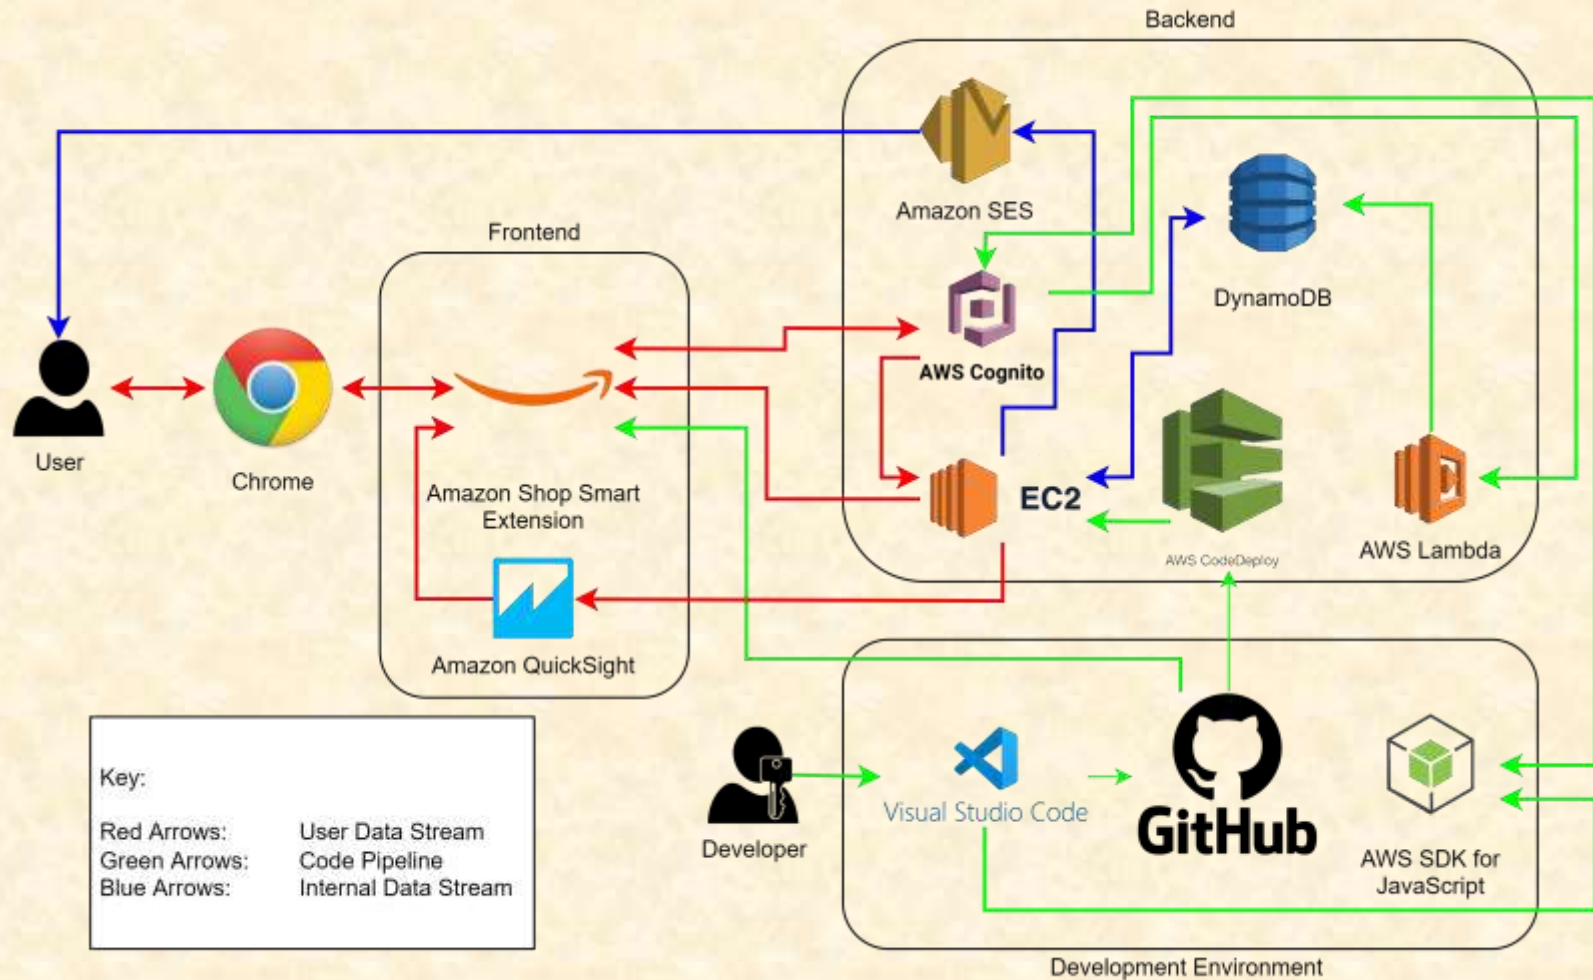 Backend
Amazon SES
Frontend
DynamoDB
AWS Cognito
User
Chrome
Amazon Shop Smart
Extension
EC2
AWS CodeDeploy
AWS Lambda
Amazon QuickSight
Key:
Red Arrows: User Data Stream
Green Arrows: Code Pipeline
Blue Arrows: Internal Data Stream
Developer
Visual Studio Code
GitHub
AWS SDK for
JavaScript
Development Environment